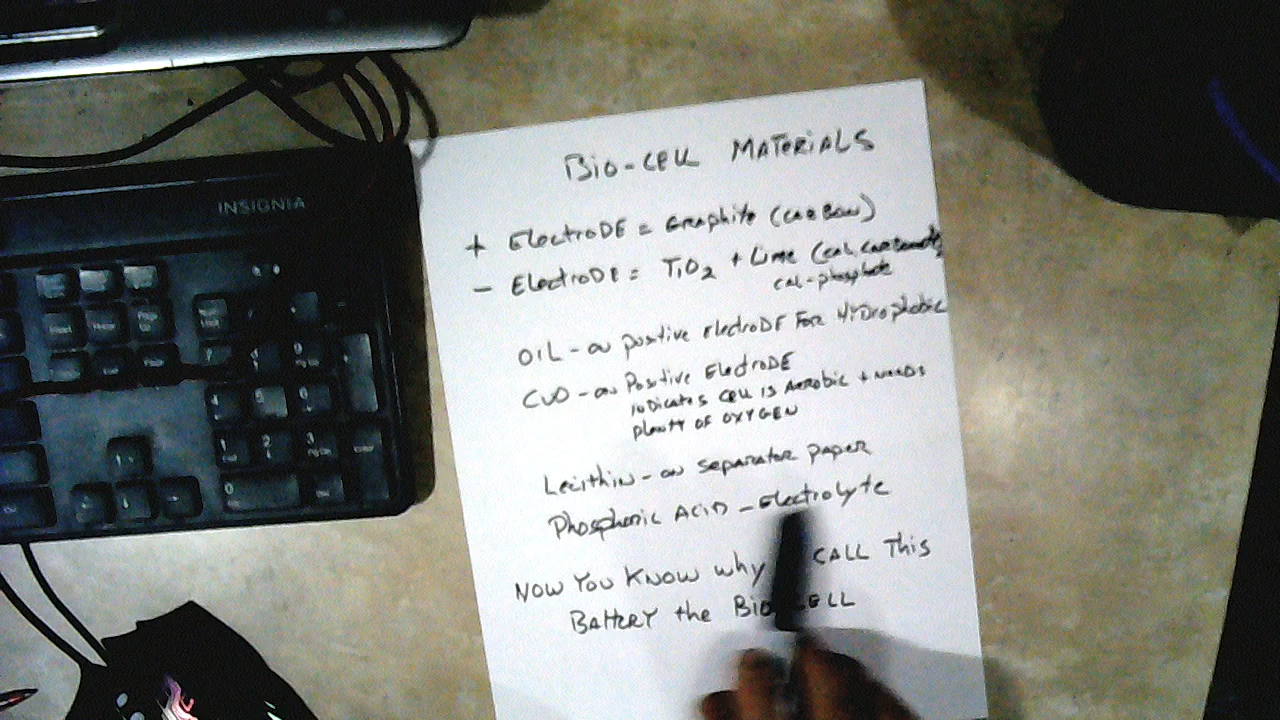 INSIGNIA
BIO-CELL MATERIALS
+ ElectroDE = Graphite (CARBON)
- ElectroDE = TiO2 + Lime (cal. carbonate
cal-phosphate
OIL - on positive electroDE For HYDrophobic
CuO - on Positive ElectroDE
indicates cell is Aerobic + Needs
plenty OF OXYGEN
Lecithin - on separator paper
Phosphoric Acid - Electrolyte
NOW YOU KNOW why CALL This
BATTERY the BIO CELL